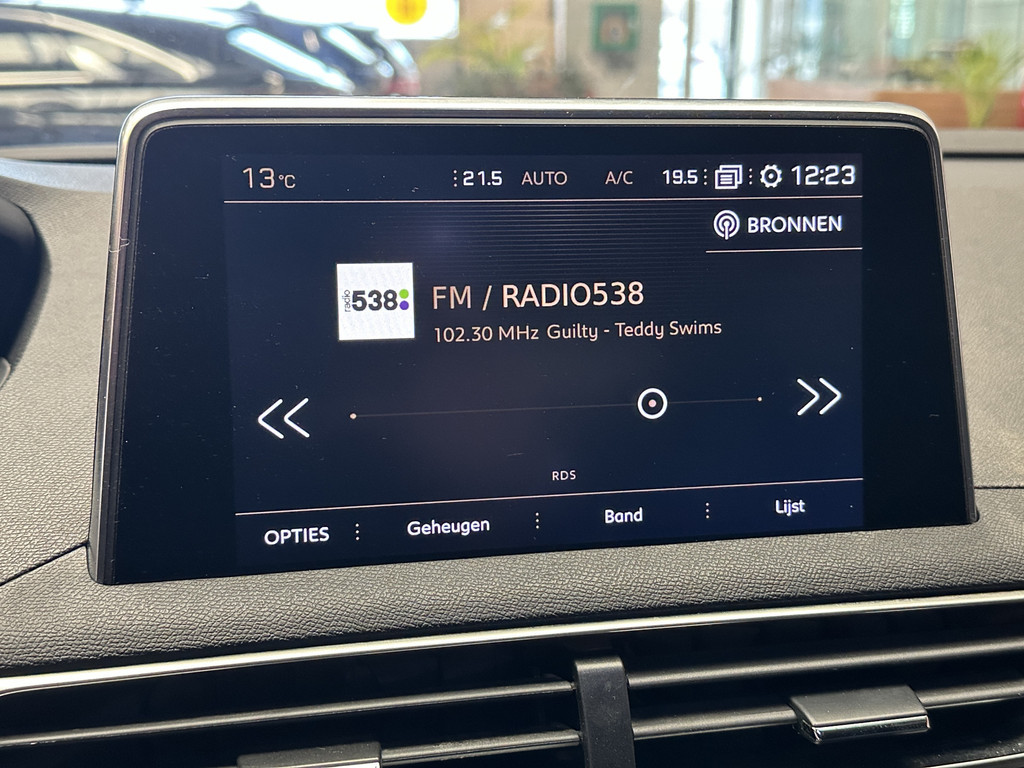 13°C 21.5 AUTO A/C 19.5 12:23
BRONNEN
radio 538
FM / RADIO538
102.30 MHz Guilty - Teddy Swims
RDS
OPTIES Geheugen Band Lijst